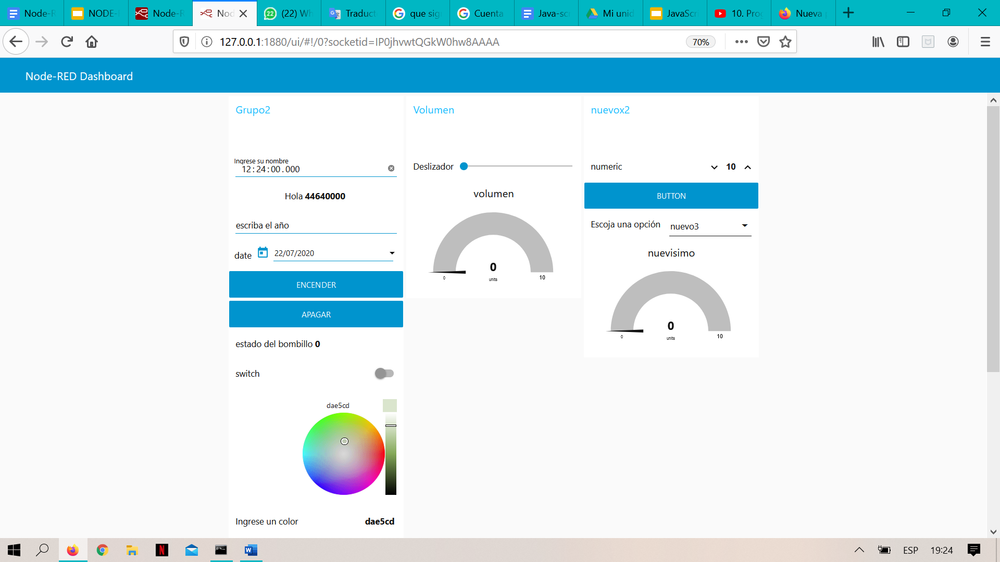 Node-R
NODE-
Node-R
Nod
22
(22) Wh
Traduct
que sig
Cuenta
Java-sc
Mi unid
JavaScr
10. Pro
Nueva
127.0.0.1:1880/ui/#!/0?socketid=IP0jhvwtQGkW0hw8AAAA
70%
Node-RED Dashboard
Grupo2
Ingrese su nombre
12:24:00.000
Hola 44640000
escriba el año
date 22/07/2020
ENCENDER
APAGAR
estado del bombillo 0
switch
dae5cd
Ingrese un color dae5cd
Volumen
Deslizador
volumen
0
units
0
10
nuevox2
numeric 10
BUTTON
Escoja una opción nuevo3
nuevisimo
0
units
0
10
ESP
19:24